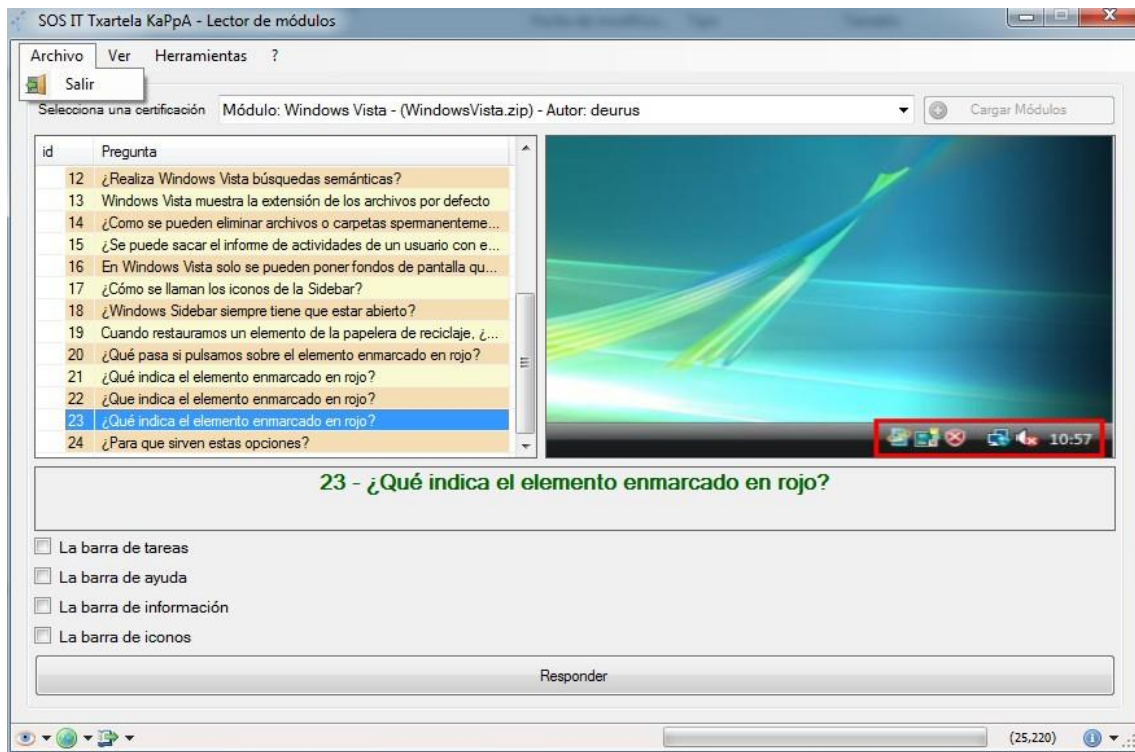 SOS IT Txartela KaPpA - Lector de módulos
Archivo Ver Herramientas ?
Salir
Selecciona una certificación Módulo: Windows Vista - (WindowsVista.zip) - Autor: deurus Cargar Módulos
id Pregunta
12 ¿Realiza Windows Vista búsquedas semánticas?
13 Windows Vista muestra la extensión de los archivos por defecto
14 ¿Como se pueden eliminar archivos o carpetas spermanenteme...
15 ¿Se puede sacar el informe de actividades de un usuario con e...
16 En Windows Vista solo se pueden poner fondos de pantalla qu...
17 ¿Cómo se llaman los iconos de la Sidebar?
18 ¿Windows Sidebar siempre tiene que estar abierto?
19 Cuando restauramos un elemento de la papelera de reciclaje, ¿...
20 ¿Qué pasa si pulsamos sobre el elemento enmarcado en rojo?
21 ¿Qué indica el elemento enmarcado en rojo?
22 ¿Que indica el elemento enmarcado en rojo?
23 ¿Qué indica el elemento enmarcado en rojo?
24 ¿Para que sirven estas opciones?
10:57
23 - ¿Qué indica el elemento enmarcado en rojo?
La barra de tareas
La barra de ayuda
La barra de información
La barra de iconos
Responder
(25,220)